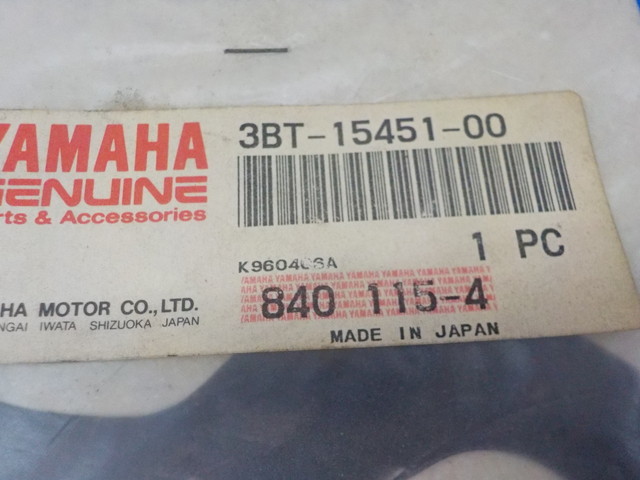 YAMAHA
GENUINE
rts & Accessories
3BT-15451-00
1 PC
K960406A
840 115-4
MADE IN JAPAN
HA MOTOR CO., LTD.
NGAI IWATA SHIZUOKA JAPAN